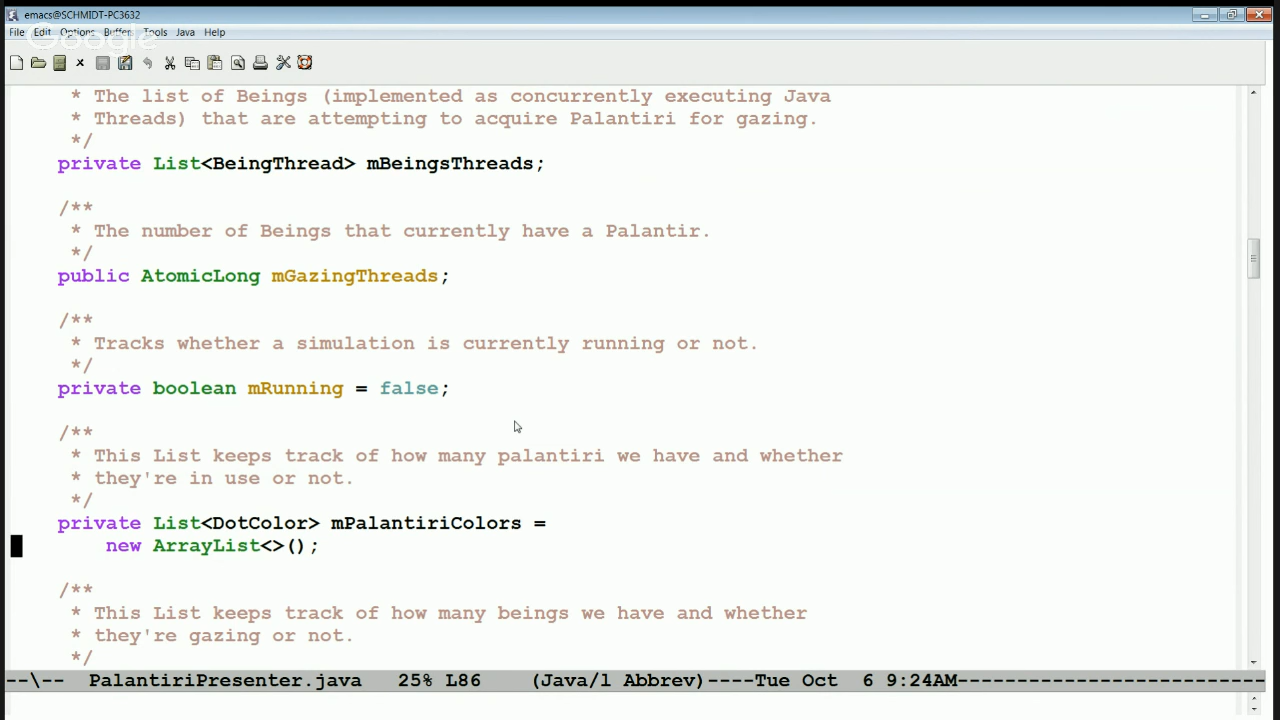 emacs@SCHMIDT-PC3632
File Edit Options Buffers Tools Java Help
Google
* The list of Beings (implemented as concurrently executing Java
* Threads) that are attempting to acquire Palantiri for gazing.
*/
private List<BeingThread> mBeingsThreads;
/**
* The number of Beings that currently have a Palantir.
*/
public AtomicLong mGazingThreads;
/**
* Tracks whether a simulation is currently running or not.
*/
private boolean mRunning = false;
/**
* This List keeps track of how many palantiri we have and whether
* they're in use or not.
*/
private List<DotColor> mPalantiriColors =
new ArrayList<>();
/**
* This List keeps track of how many beings we have and whether
* they're gazing or not.
*/
--\-- PalantiriPresenter.java 25% L86 (Java/l Abbrev)----Tue Oct 6 9:24AM--------------------------